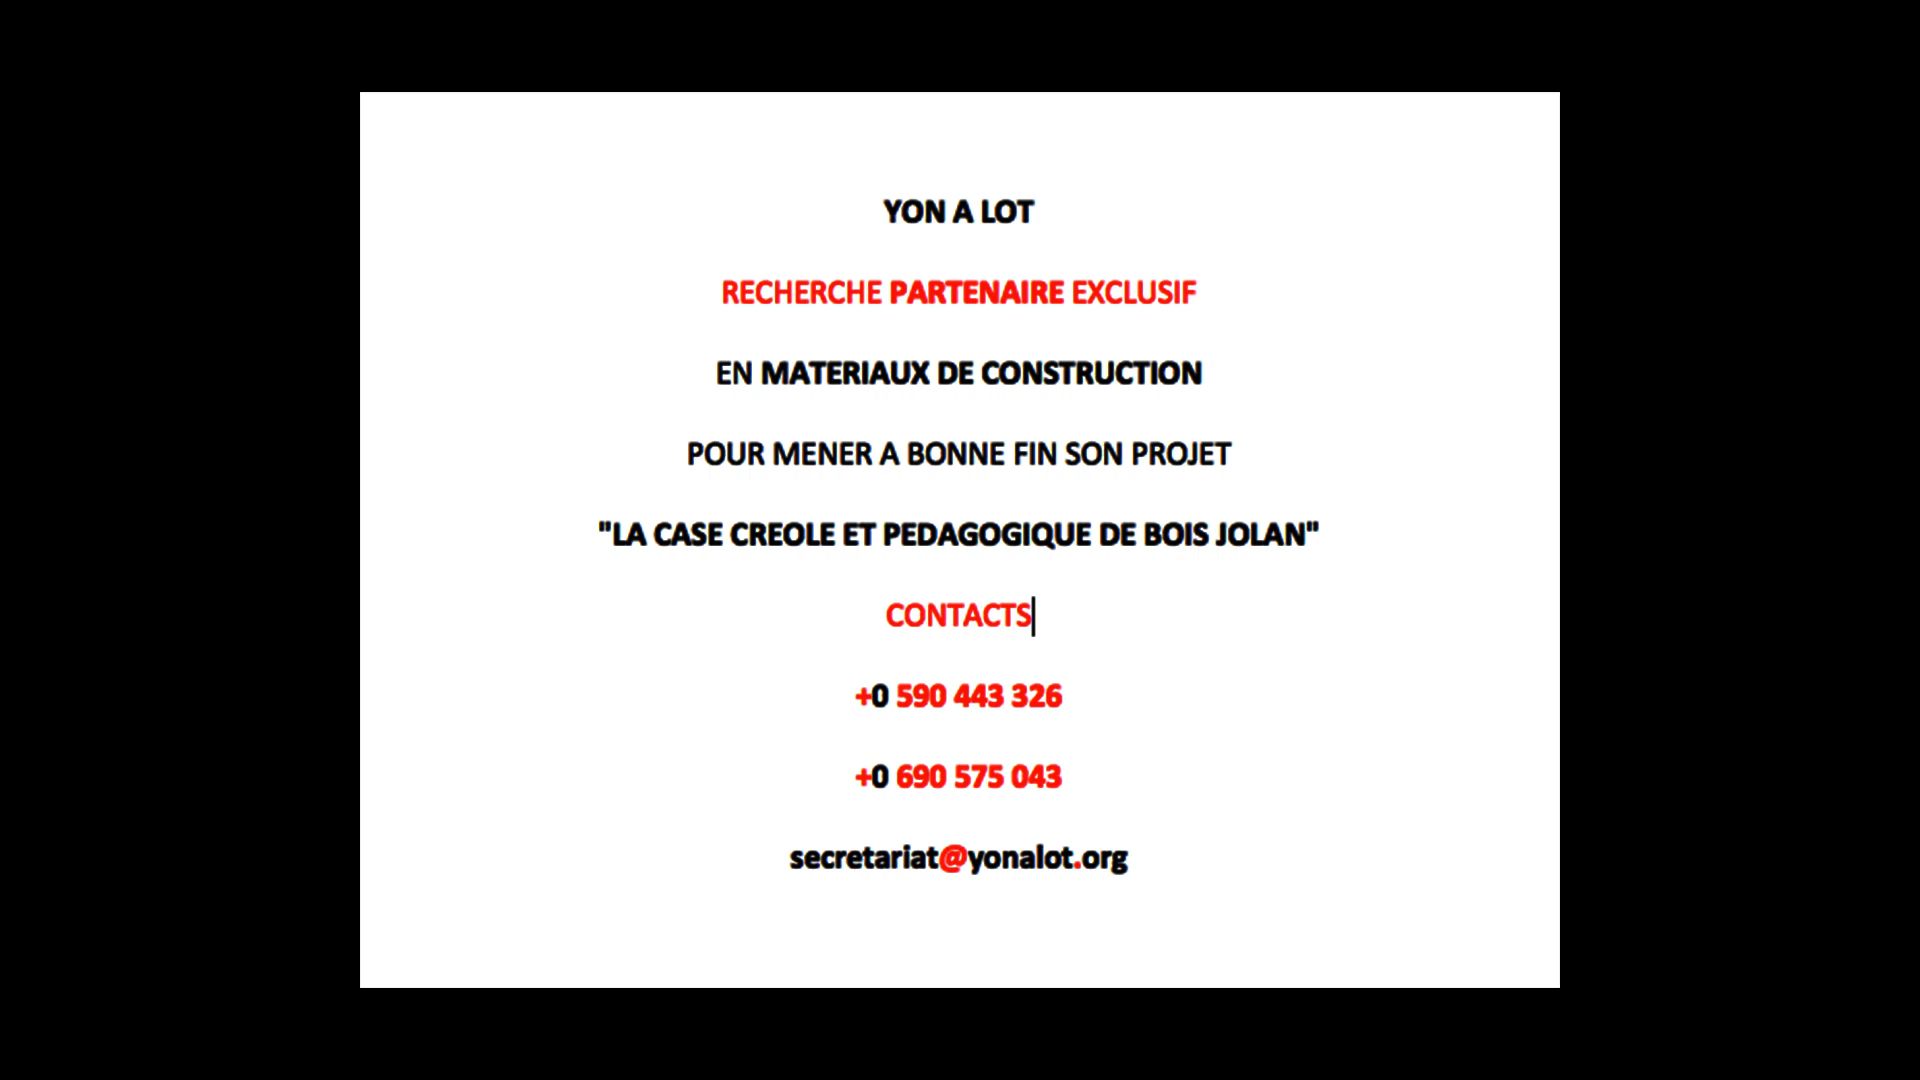 YON A LOT
RECHERCHE PARTENAIRE EXCLUSIF
EN MATERIAUX DE CONSTRUCTION
POUR MENER A BONNE FIN SON PROJET
"LA CASE CREOLE ET PEDAGOGIQUE DE BOIS JOLAN"
CONTACTS
+0 590 443 326
+0 690 575 043
secretariat@yonalot.org